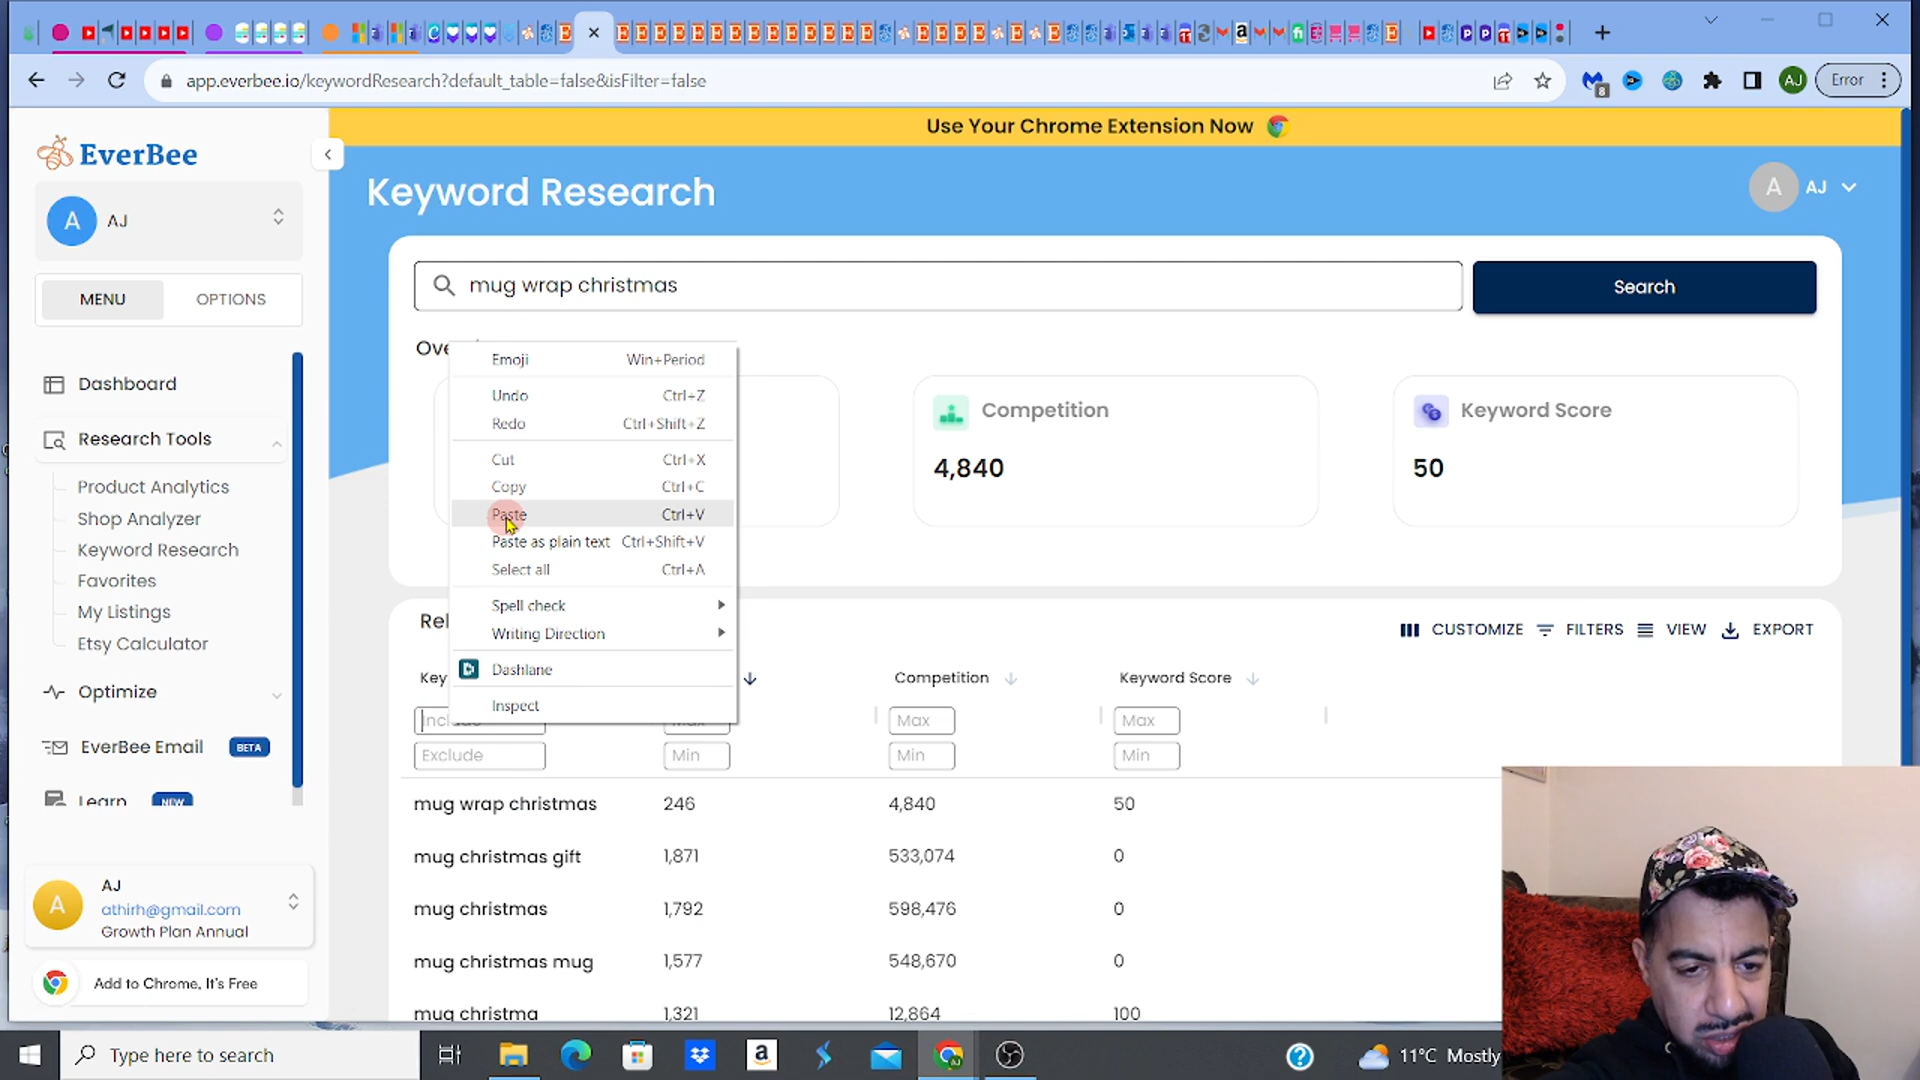 app.everbee.io/keywordResearch?default_table=false&isFilter=false
8
AJ
Error
Use Your Chrome Extension Now
EverBee
A
AJ
MENU
OPTIONS
Dashboard
Research Tools
Product Analytics
Shop Analyzer
Keyword Research
Favorites
My Listings
Etsy Calculator
Optimize
EverBee Email
BETA
Learn
NEW
A
AJ
athirh@gmail.com
Growth Plan Annual
Add to Chrome, It's Free
Keyword Research
A
AJ
mug wrap christmas
Search
Ove
Competition
4,840
Keyword Score
50
Emoji
Win+Period
Undo
Ctrl+Z
Redo
Ctrl+Shift+Z
Cut
Ctrl+X
Copy
Ctrl+C
Paste
Ctrl+V
Paste as plain text
Ctrl+Shift+V
Select all
Ctrl+A
Spell check
Writing Direction
Dashlane
Inspect
Rel
CUSTOMIZE
FILTERS
VIEW
EXPORT
Key
Competition
Keyword Score
Include
Max
Max
Max
Exclude
Min
Min
Min
mug wrap christmas 246 4,840 50
mug christmas gift 1,871 533,074 0
mug christmas 1,792 598,476 0
mug christmas mug 1,577 548,670 0
mug christma 1,321 12,864 100
Type here to search
11°C Mostly